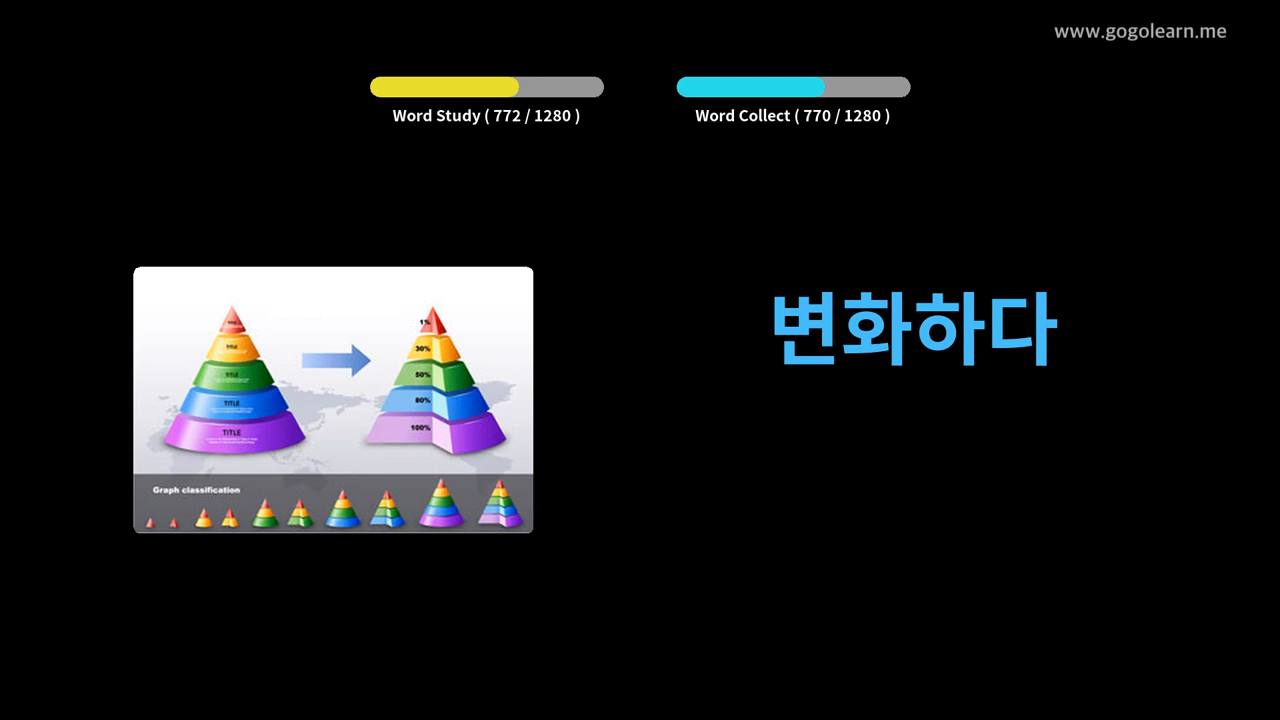 www.gogolearn.me
Word Study ( 772 / 1280 )
Word Collect ( 770 / 1280 )
변화하다
TITLE
TITLE
TITLE
TITLE
1%
30%
50%
80%
100%
Graph classification